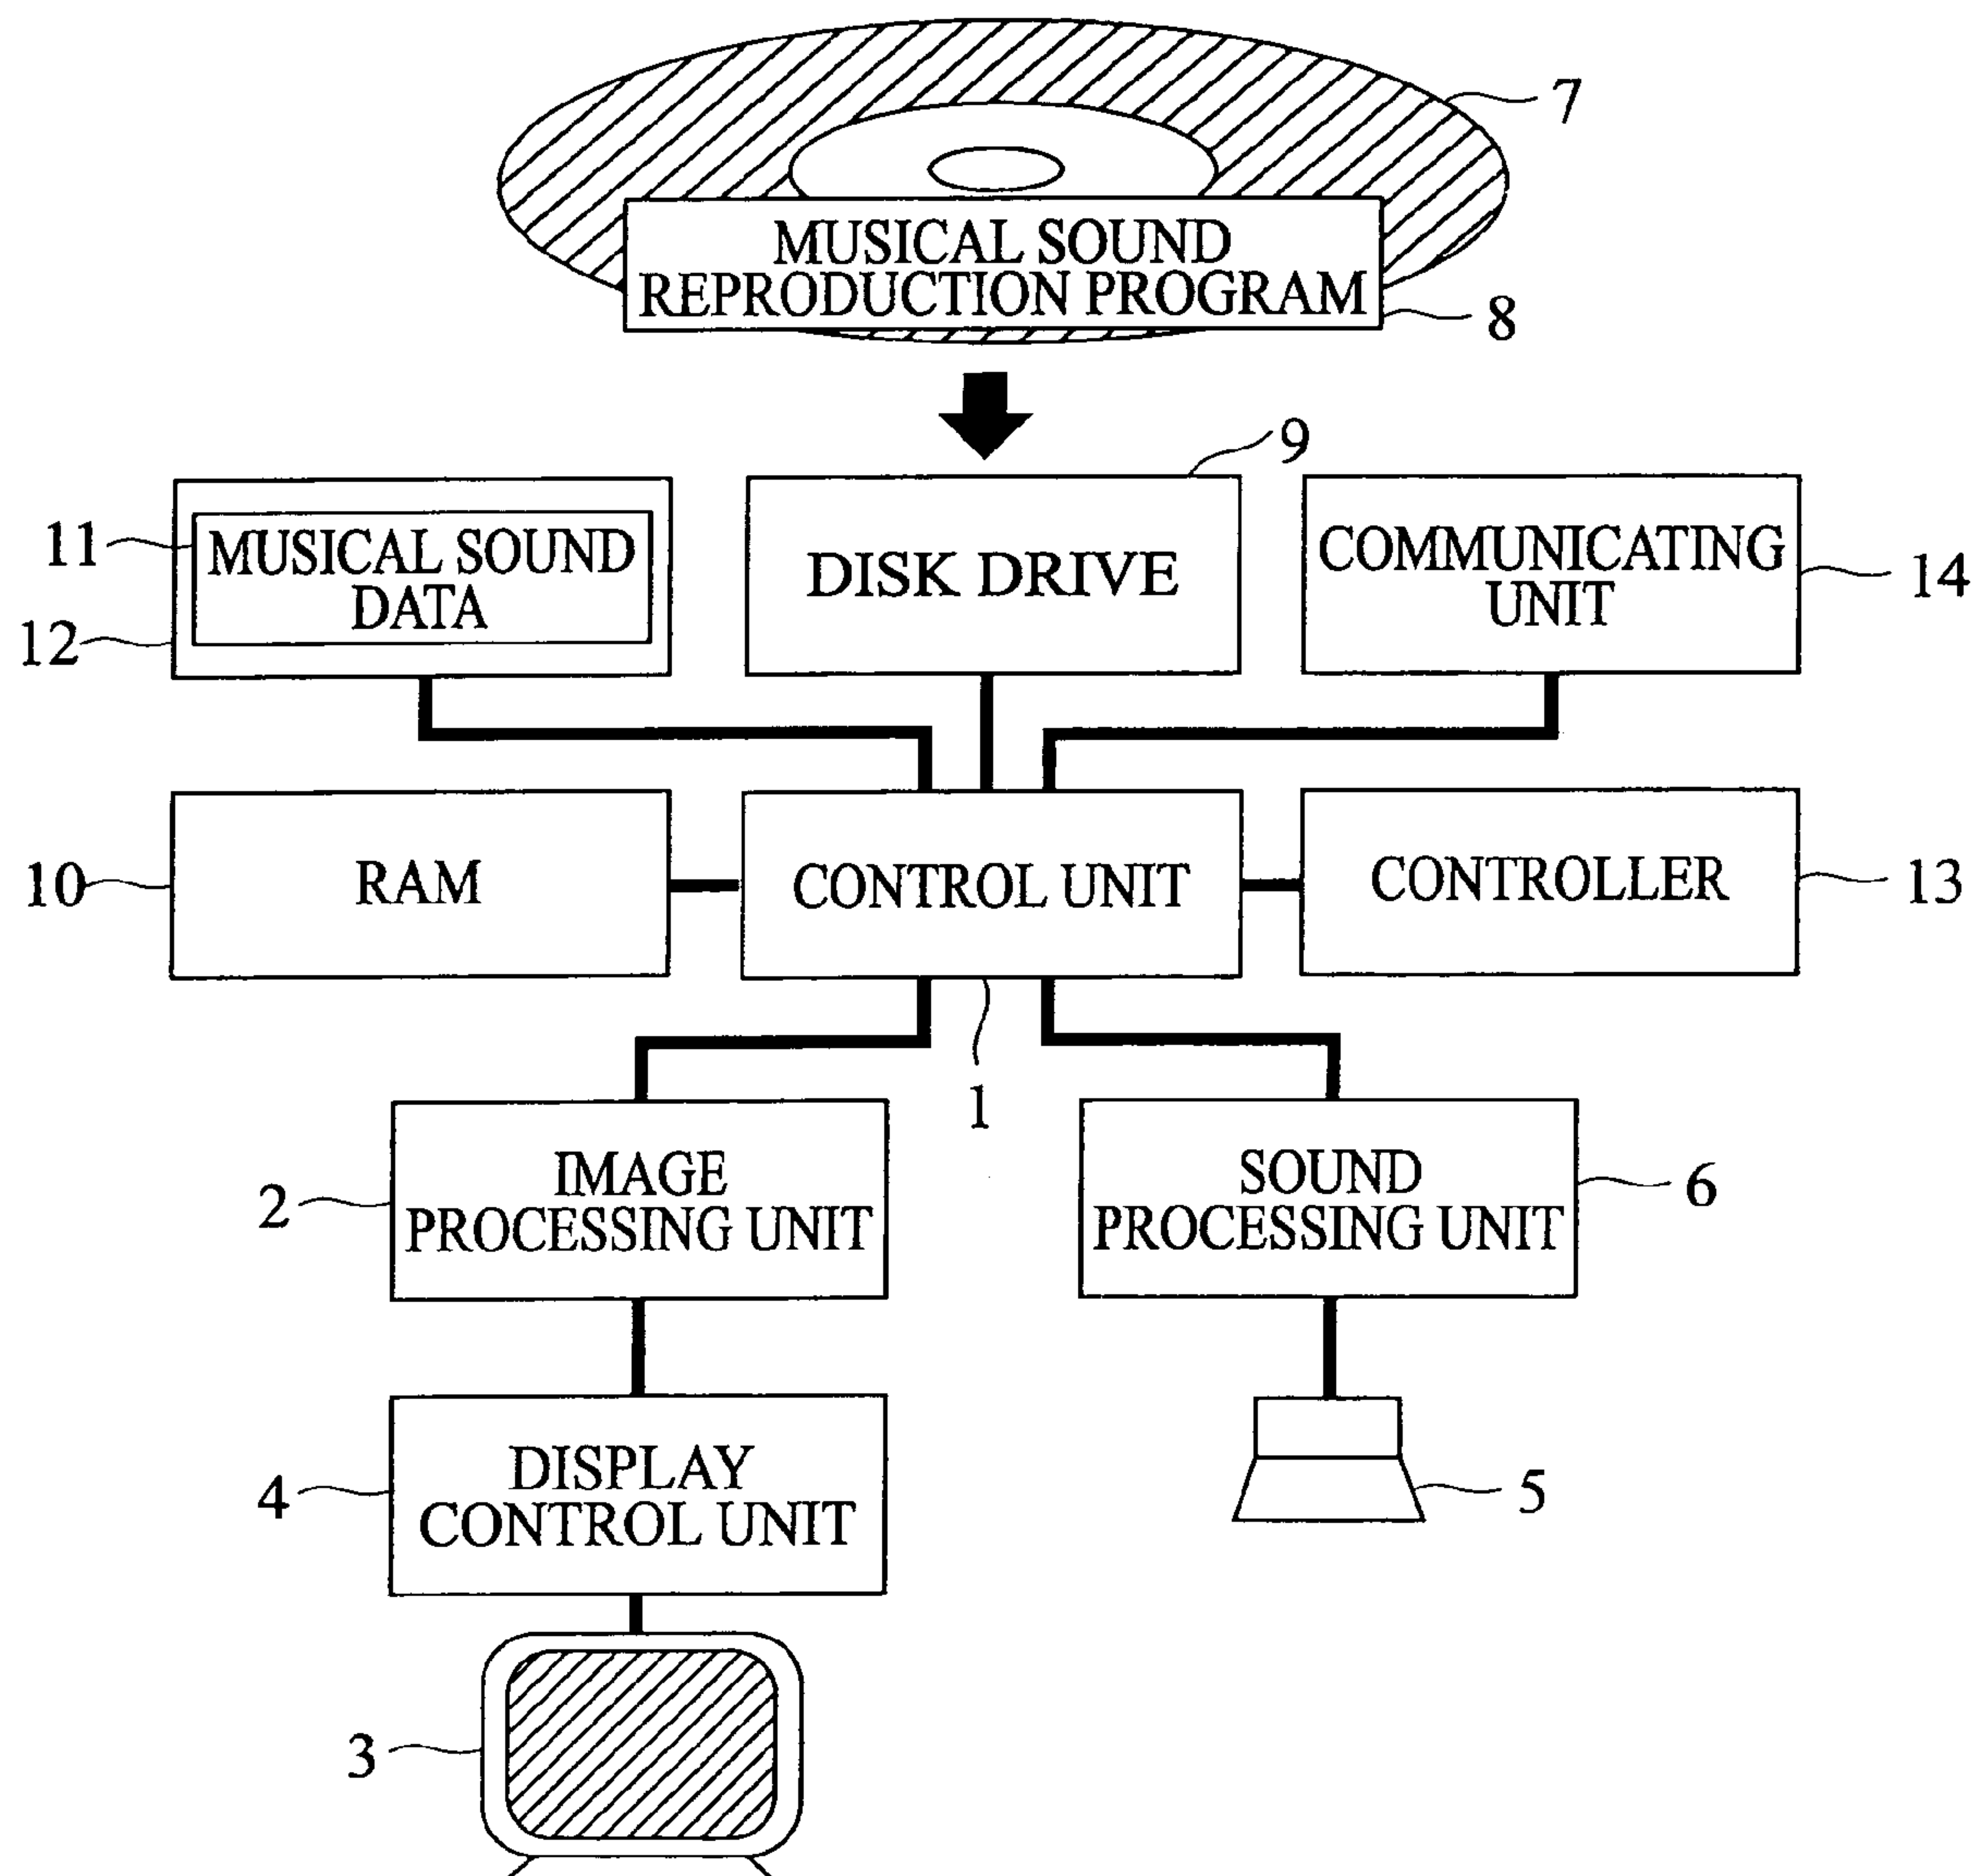 7
MUSICAL SOUND
REPRODUCTION PROGRAM
8
9
11
MUSICAL SOUND
DATA
12
DISK DRIVE
COMMUNICATING
UNIT
14
10
RAM
CONTROL UNIT
CONTROLLER
13
1
2
IMAGE
PROCESSING UNIT
SOUND
PROCESSING UNIT
6
4
DISPLAY
CONTROL UNIT
5
3